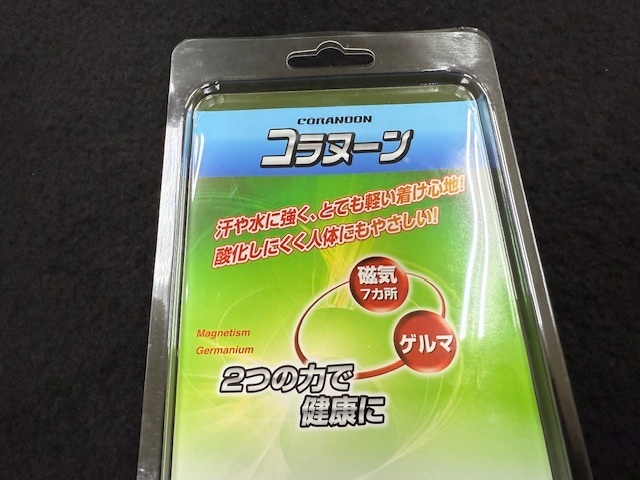 CORANOON
コラヌーン
汗や水に強く、とても軽い着け心地!
酸化しにくく人体にもやさしい!
磁気
7カ所
ゲルマ
Magnetism
Germanium
2つの力で
健康に